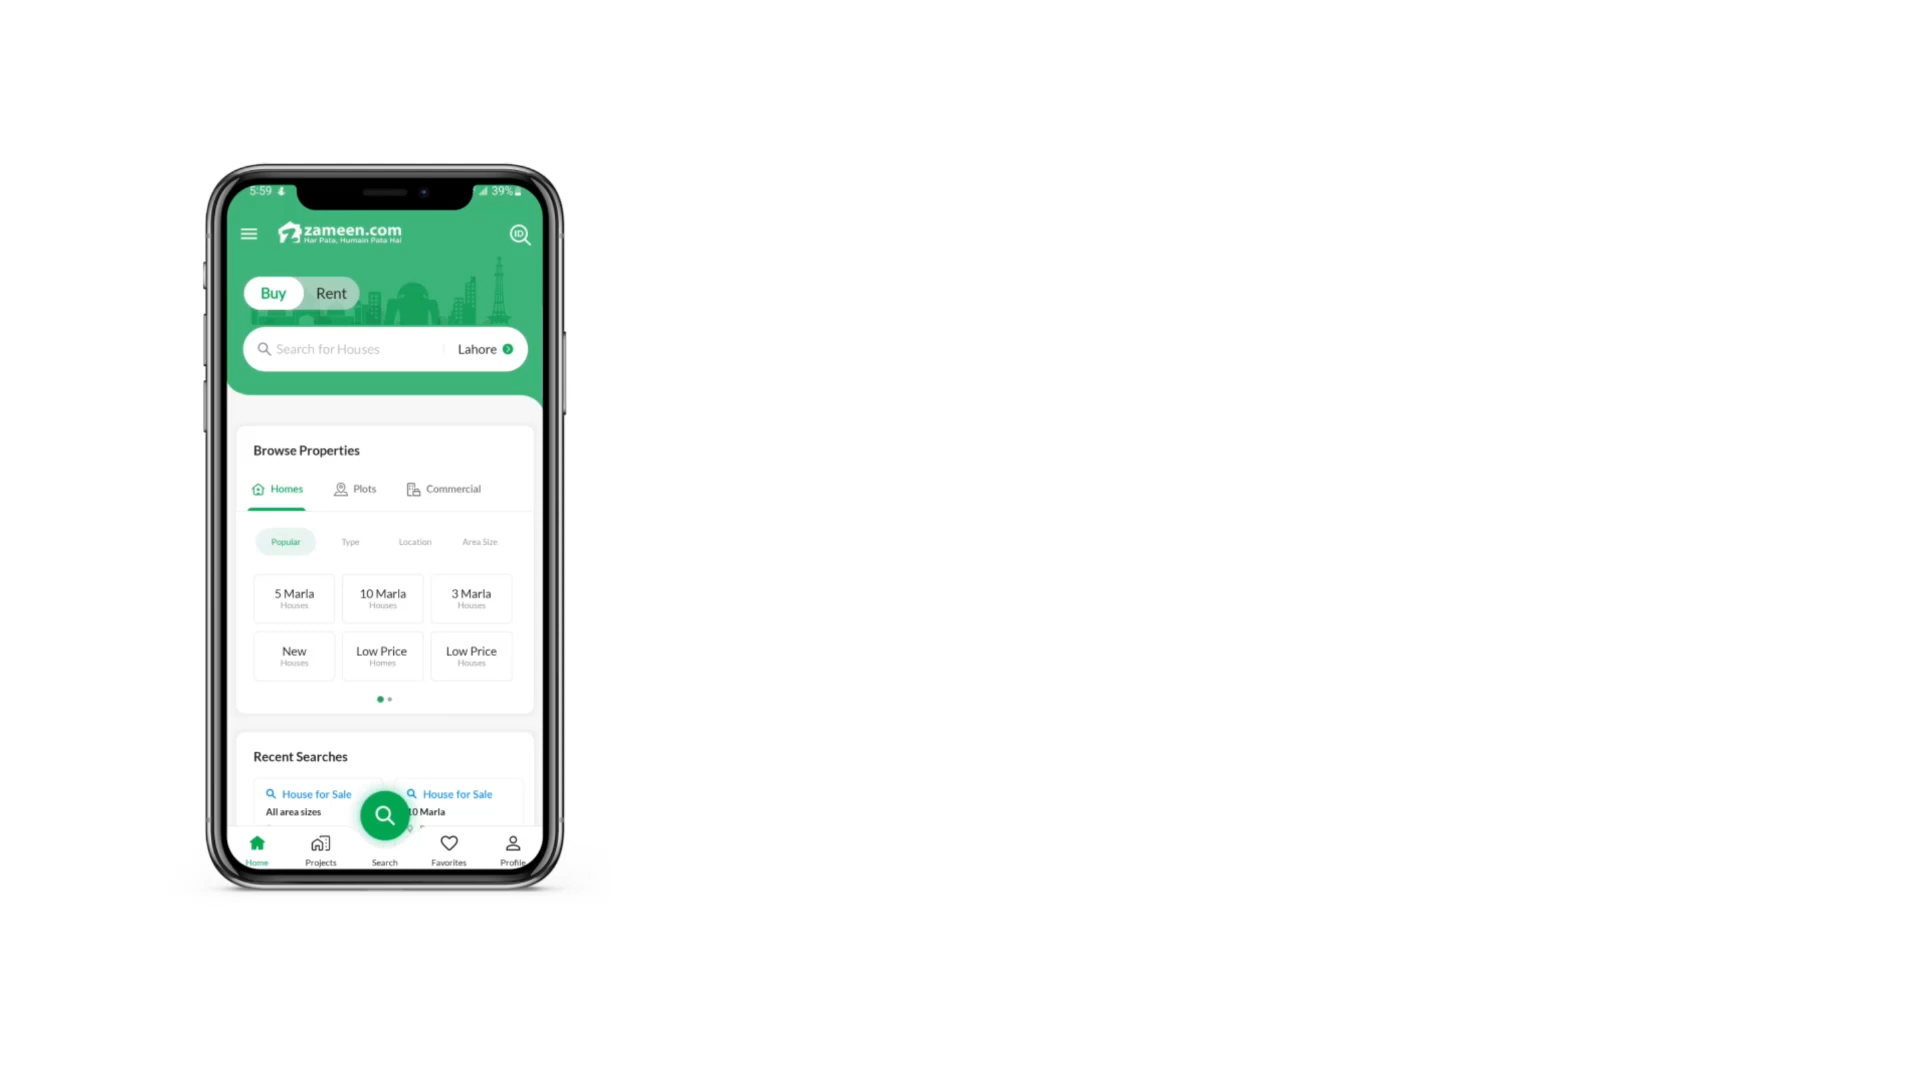 5:59 39%
zameen.com
Har Pata, Humain Pata Hai
ID
Buy Rent
Search for Houses Lahore
Browse Properties
Homes Plots Commercial
Popular Type Location Area Size
5 Marla 10 Marla 3 Marla
Houses Houses Houses
New Low Price Low Price
Houses Homes Houses
Recent Searches
House for Sale House for Sale
All area sizes 10 Marla
Home Projects Search Favorites Profile